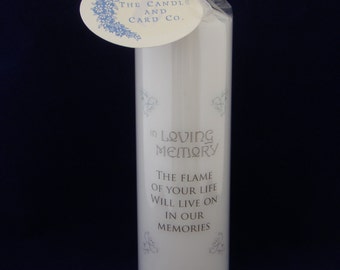 THE CANDLE
AND
CARD CO.
IN LOVING
MEMORY
THE FLAME
OF YOUR LIFE
WILL LIVE ON
IN OUR
MEMORIES